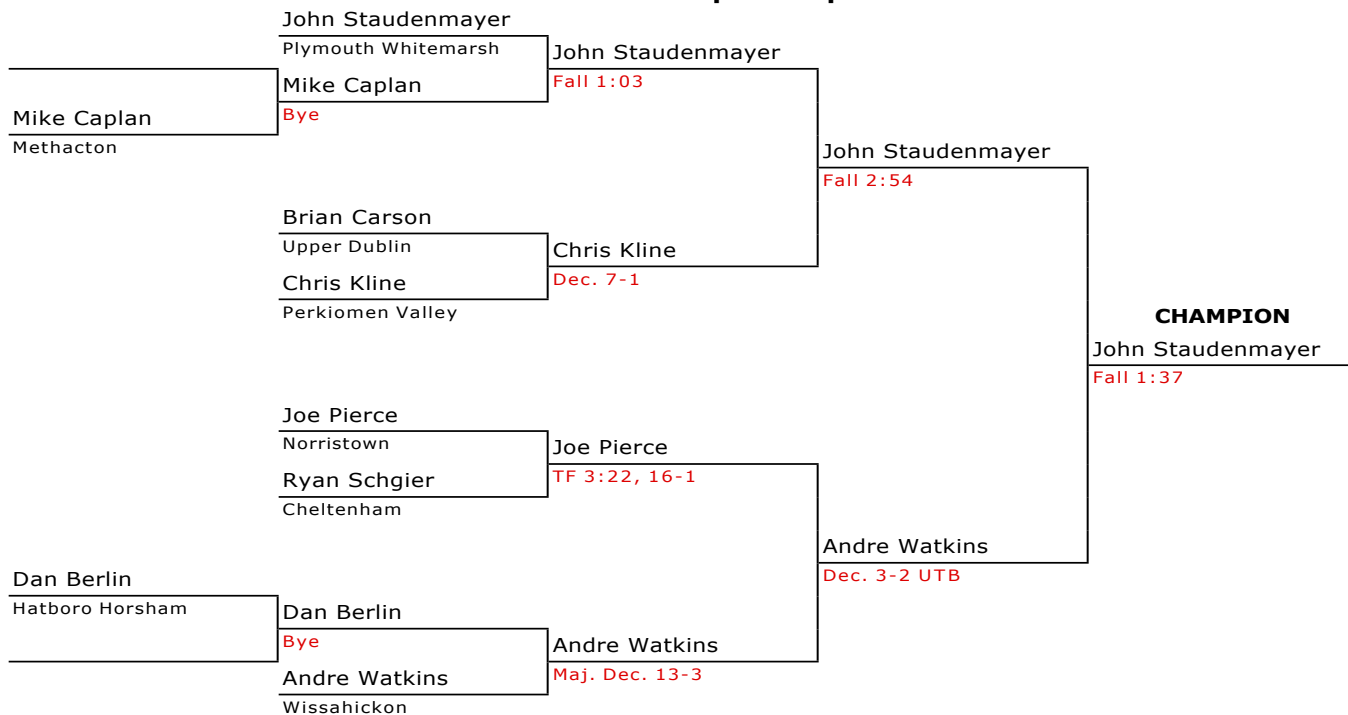 John Staudenmayer
Plymouth Whitemarsh
John Staudenmayer
Fall 1:03
Mike Caplan
Bye
Mike Caplan
Methacton
John Staudenmayer
Fall 2:54
Brian Carson
Upper Dublin
Chris Kline
Dec. 7-1
Chris Kline
Perkiomen Valley
CHAMPION
John Staudenmayer
Fall 1:37
Joe Pierce
Norristown
Joe Pierce
TF 3:22, 16-1
Ryan Schgier
Cheltenham
Andre Watkins
Dec. 3-2 UTB
Dan Berlin
Hatboro Horsham
Dan Berlin
Bye
Andre Watkins
Maj. Dec. 13-3
Andre Watkins
Wissahickon